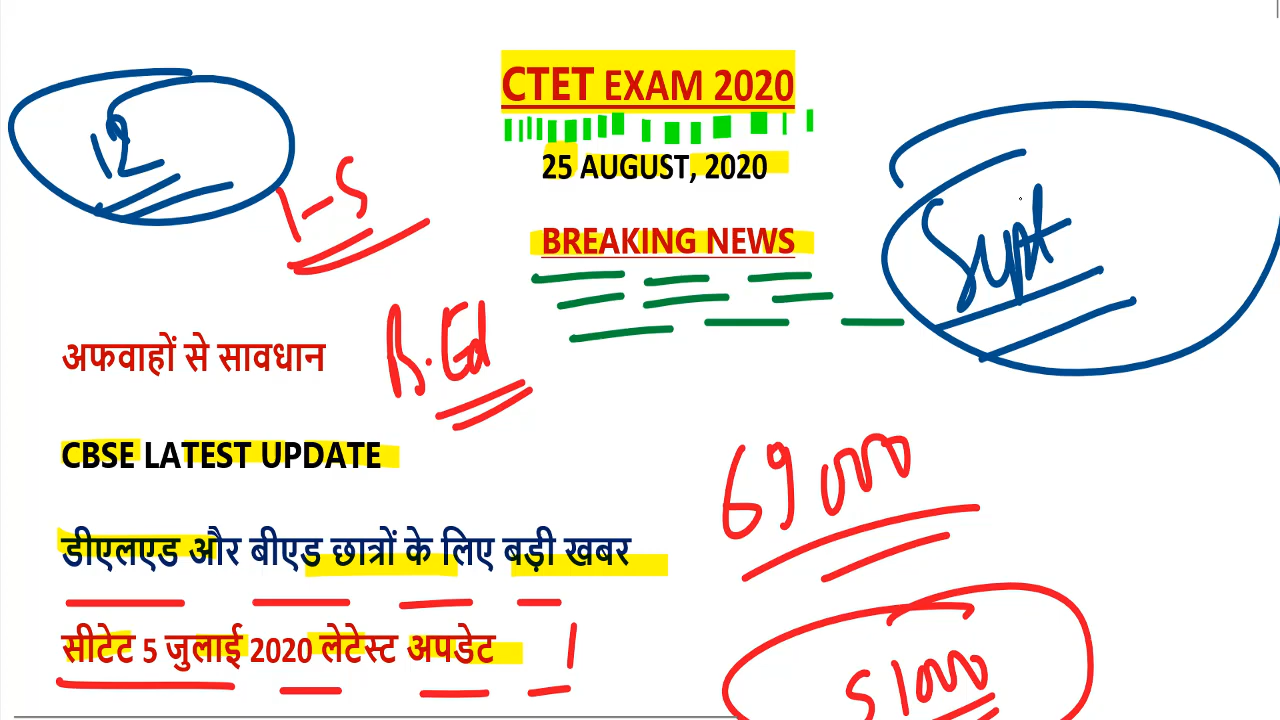 CTET EXAM 2020
25 AUGUST, 2020
BREAKING NEWS
12
1-5
Sept
अफवाहों से सावधान
B.Ed
CBSE LATEST UPDATE
69000
डीएलएड और बीएड छात्रों के लिए बड़ी खबर
सीटेट 5 जुलाई 2020 लेटेस्ट अपडेट
51000